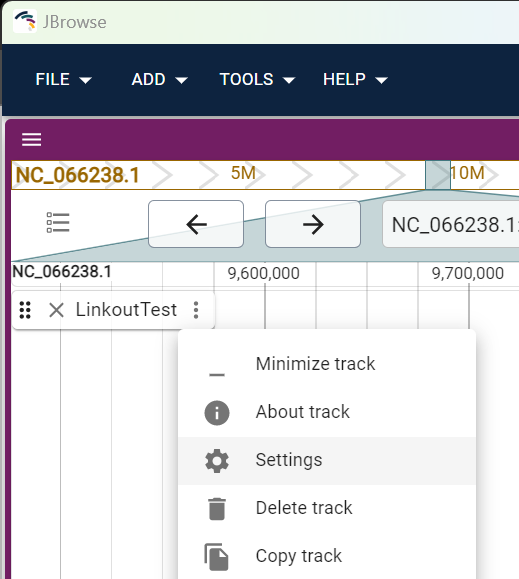 JBrowse
FILE ADD TOOLS HELP
NC_066238.1 5M 10M
NC_066238.1:
NC_066238.1 9,600,000 9,700,000
LinkoutTest
Minimize track
About track
Settings
Delete track
Copy track